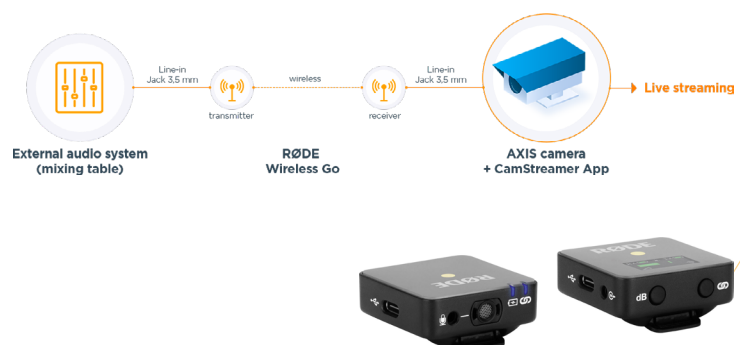 Line-in
Jack 3,5 mm
wireless
Line-in
Jack 3,5 mm
Live streaming
transmitter
receiver
External audio system
(mixing table)
RØDE
Wireless Go
AXIS camera
+ CamStreamer App
RØDE
RØDE
dB